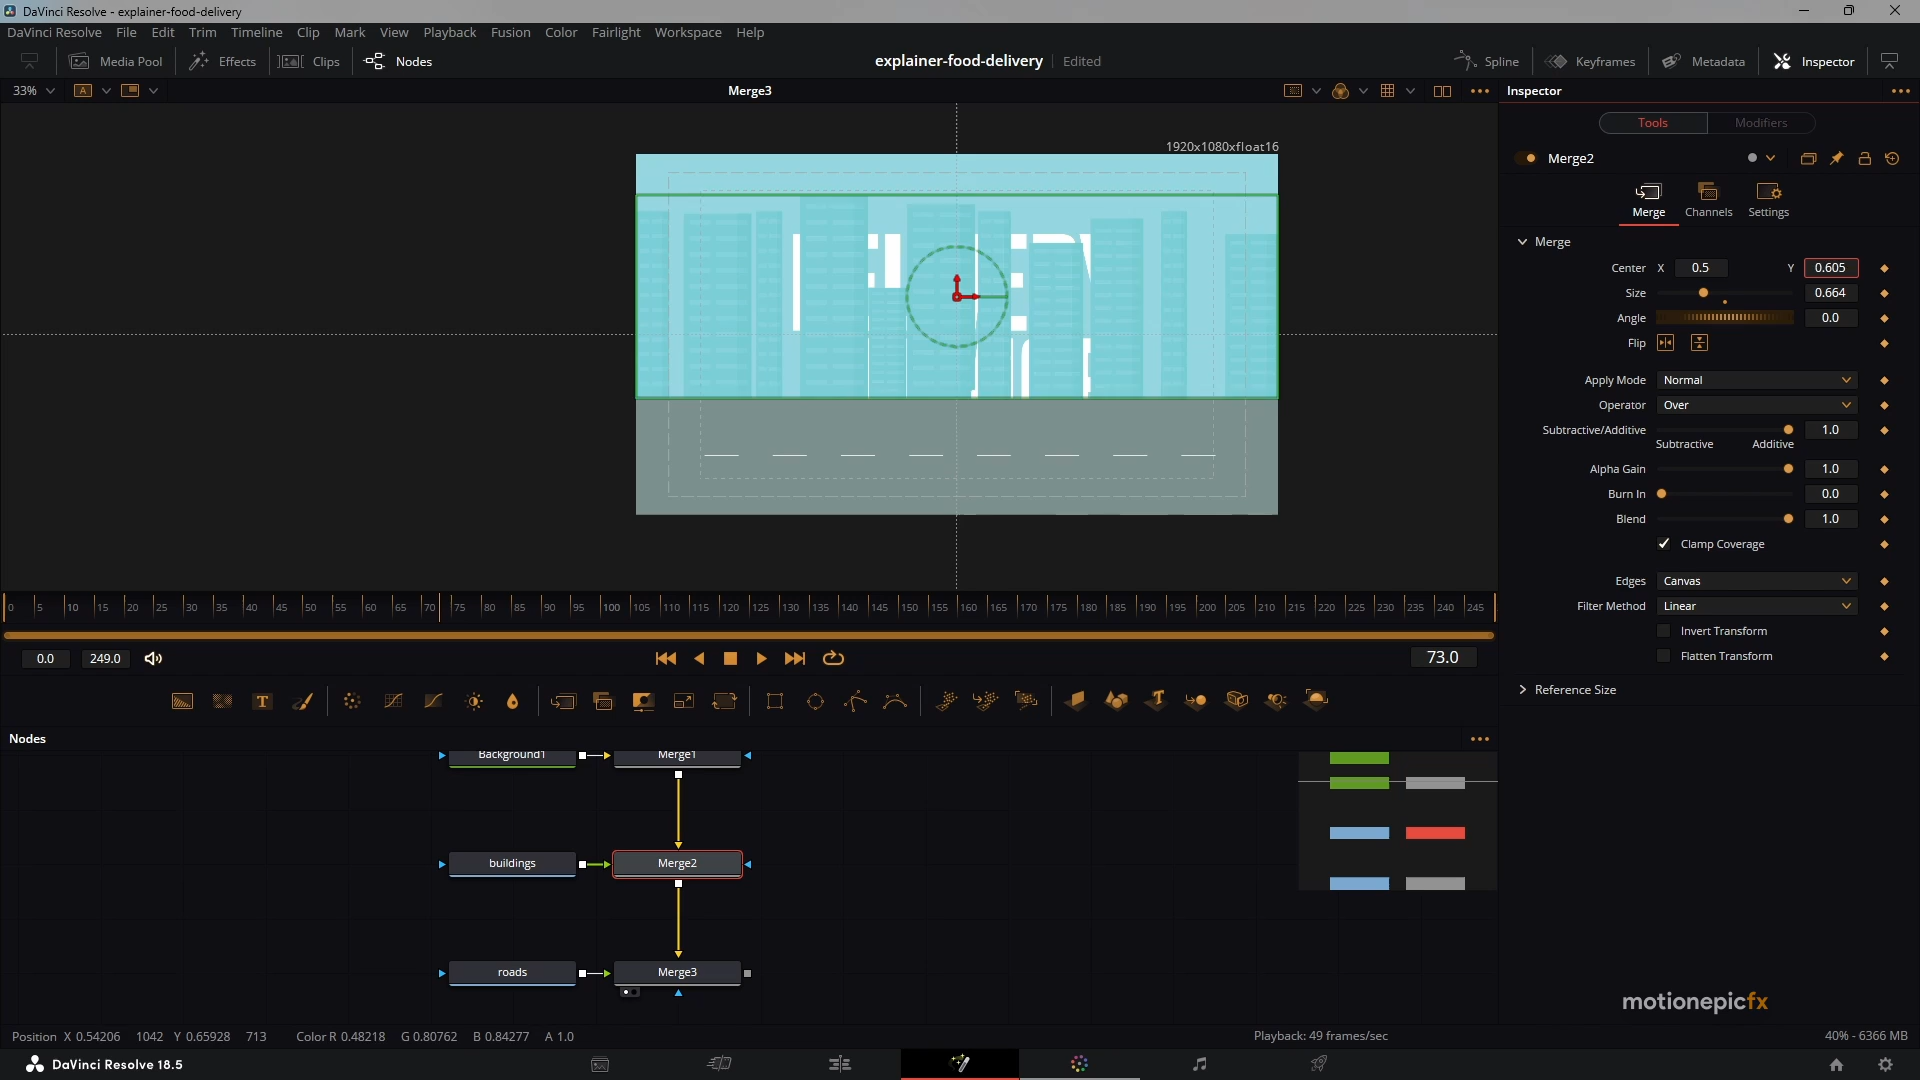 DaVinci Resolve - explainer-food-delivery
DaVinci Resolve File Edit Trim Timeline Clip Mark View Playback Fusion Color Fairlight Workspace Help
Media Pool Effects Clips Nodes explainer-food-delivery Edited Spline Keyframes Metadata Inspector
33% A Merge3 Inspector
1920x1080xfloat16
Tools Modifiers
Merge2
Merge Channels Settings
Merge
Center X 0.5 Y 0.605
Size 0.664
Angle 0.0
Flip
Apply Mode Normal
Operator Over
Subtractive/Additive 1.0
Subtractive Additive
Alpha Gain 1.0
Burn In 0.0
Blend 1.0
Clamp Coverage
Edges Canvas
Filter Method Linear
Invert Transform
Flatten Transform
Reference Size
0 5 10 15 20 25 30 35 40 45 50 55 60 65 70 75 80 85 90 95 100 105 110 115 120 125 130 135 140 145 150 155 160 165 170 175 180 185 190 195 200 205 210 215 220 225 230 235 240 245
0.0 249.0 73.0
Nodes
Background1 Merge1
buildings Merge2
roads Merge3
motionepicfx
Position X 0.54206 1042 Y 0.65928 713 Color R 0.48218 G 0.80762 B 0.84277 A 1.0 Playback: 49 frames/sec 40% - 6366 MB
DaVinci Resolve 18.5